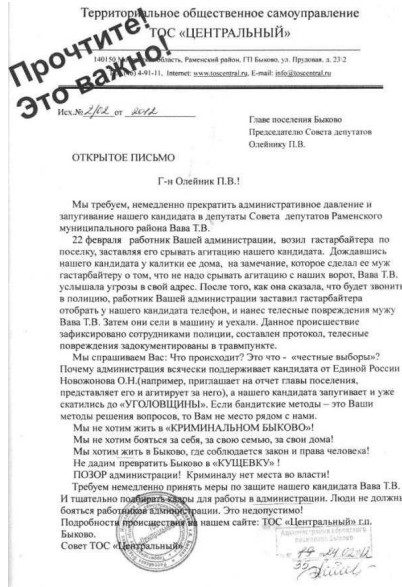 Территориальное общественное самоуправление
ТОС «ЦЕНТРАЛЬНЫЙ»
Прочтите!
Это важно!
140150 Московская область, Раменский район, ГП Быково, ул. Прудовая, д. 23\2
4-91-11, Internet: www.toscentral.ru, E-mail: info@toscentral.ru
Исх.№ 2/02 от 2012
Главе поселения Быково
Председателю Совета депутатов
Олейнику П.В.
ОТКРЫТОЕ ПИСЬМО
Г-н Олейник П.В.!
Мы требуем, немедленно прекратить административное давление и
запугивание нашего кандидата в депутаты Совета депутатов Раменского
муниципального района Вава Т.В.
22 февраля работник Вашей администрации, возил гастарбайтера по
поселку, заставляя его срывать агитацию нашего кандидата. Дождавшись
нашего кандидата у калитки ее дома, на замечание, которое сделал ее муж
гастарбайтеру о том, что не надо срывать агитацию с наших ворот, Вава Т.В.
услышала угрозы в свой адрес. После того, как она сказала, что будет звонить
в полицию, работник Вашей администрации заставил гастарбайтера
отобрать у нашего кандидата телефон, и нанес телесные повреждения мужу
Вава Т.В. Затем они сели в машину и уехали. Данное происшествие
зафиксировано сотрудниками полиции, составлен протокол, телесные
повреждения задокументированы в травмпункте.
Мы спрашиваем Вас: Что происходит? Это что - «честные выборы»?
Почему администрация всячески поддерживает кандидата от Единой России
Новожонова О.Н.(например, приглашает на отчет главы поселения,
представляет его и агитирует за него), а нашего кандидата запугивает и уже
скатились до «УГОЛОВЩИНЫ». Если бандитские методы – это Ваши
методы решения вопросов, то Вам не место рядом с нами.
Мы не хотим жить в «КРИМИНАЛЬНОМ БЫКОВО»!
Мы не хотим бояться за себя, за свою семью, за свои дома!
Мы хотим жить в Быково, где соблюдается закон и права человека!
Не дадим превратить Быково в «КУЩЕВКУ» !
ПОЗОР администрации! Криминалу нет места во власти!
Требуем немедленно принять меры по защите нашего кандидата Вава Т.В.
И тщательно подбирать кадры для работы в администрации. Люди не должны
бояться работников администрации. Это недопустимо!
Подробности происшествия на нашем сайте: ТОС «Центральный» г.п.
Быково.
Совет ТОС «Центральный»